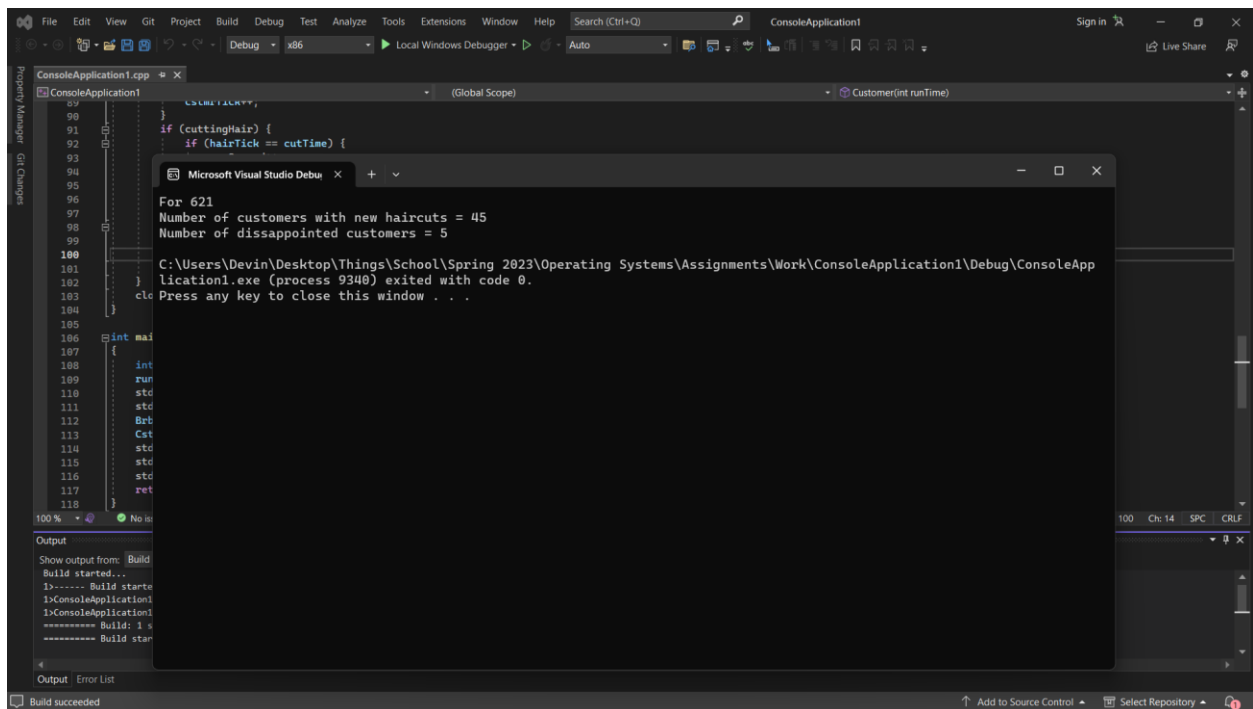 File Edit View Git Project Build Debug Test Analyze Tools Extensions Window Help Search (Ctrl+Q) ConsoleApplication1 Sign in
Debug x86 Local Windows Debugger Auto Live Share
Property Manager
Git Changes
ConsoleApplication1.cpp
ConsoleApplication1 (Global Scope) Customer(int runTime)
89 CstmrTick++;
90 }
91 if (cuttingHair) {
92 if (hairTick == cutTime) {
93
94
95
96
97
98
99
100
101
102 }
103 clo
104 }
105
106 int mai
107 {
108 int
109 run
110 std
111 std
112 Brb
113 Cst
114 std
115 std
116 std
117 ret
118 }
Microsoft Visual Studio Debu
For 621
Number of customers with new haircuts = 45
Number of dissappointed customers = 5
C:\Users\Devin\Desktop\Things\School\Spring 2023\Operating Systems\Assignments\Work\ConsoleApplication1\Debug\ConsoleApp
lication1.exe (process 9340) exited with code 0.
Press any key to close this window . . .
100 % No is 100 Ch: 14 SPC CRLF
Output
Show output from: Build
Build started...
1>------ Build starte
1>ConsoleApplication1
1>ConsoleApplication1
========== Build: 1 s
========== Build star
Output Error List
Build succeeded Add to Source Control Select Repository 1